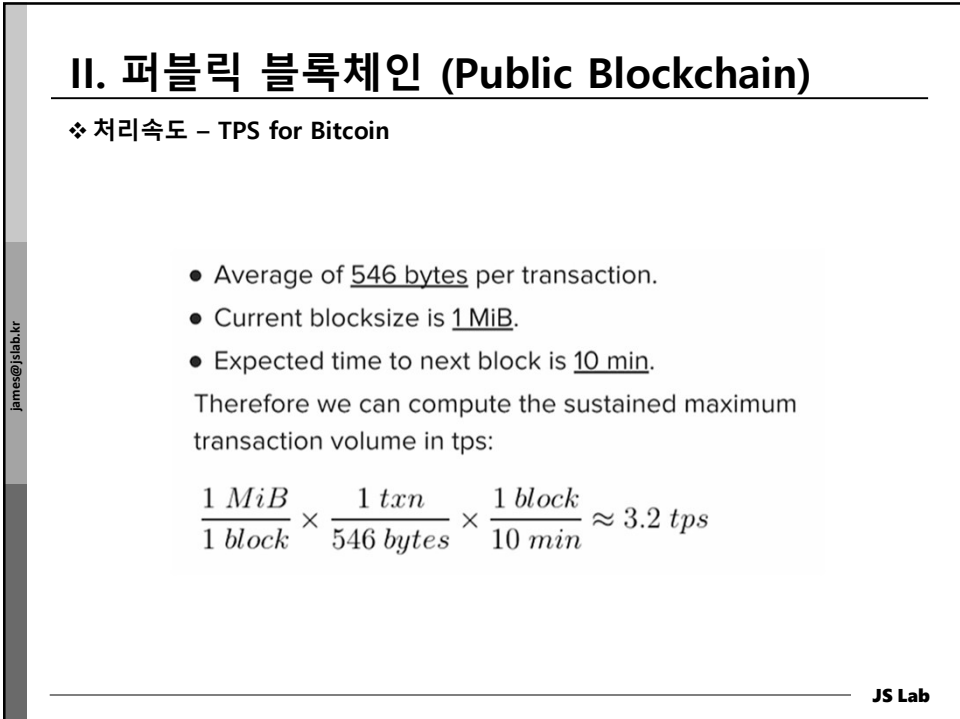 II. 퍼블릭 블록체인 (Public Blockchain)
❖ 처리속도 – TPS for Bitcoin
• Average of 546 bytes per transaction.
• Current blocksize is 1 MiB.
• Expected time to next block is 10 min.
Therefore we can compute the sustained maximum
transaction volume in tps:
1 MiB / 1 block × 1 txn / 546 bytes × 1 block / 10 min ≈ 3.2 tps
james@jslab.kr
JS Lab